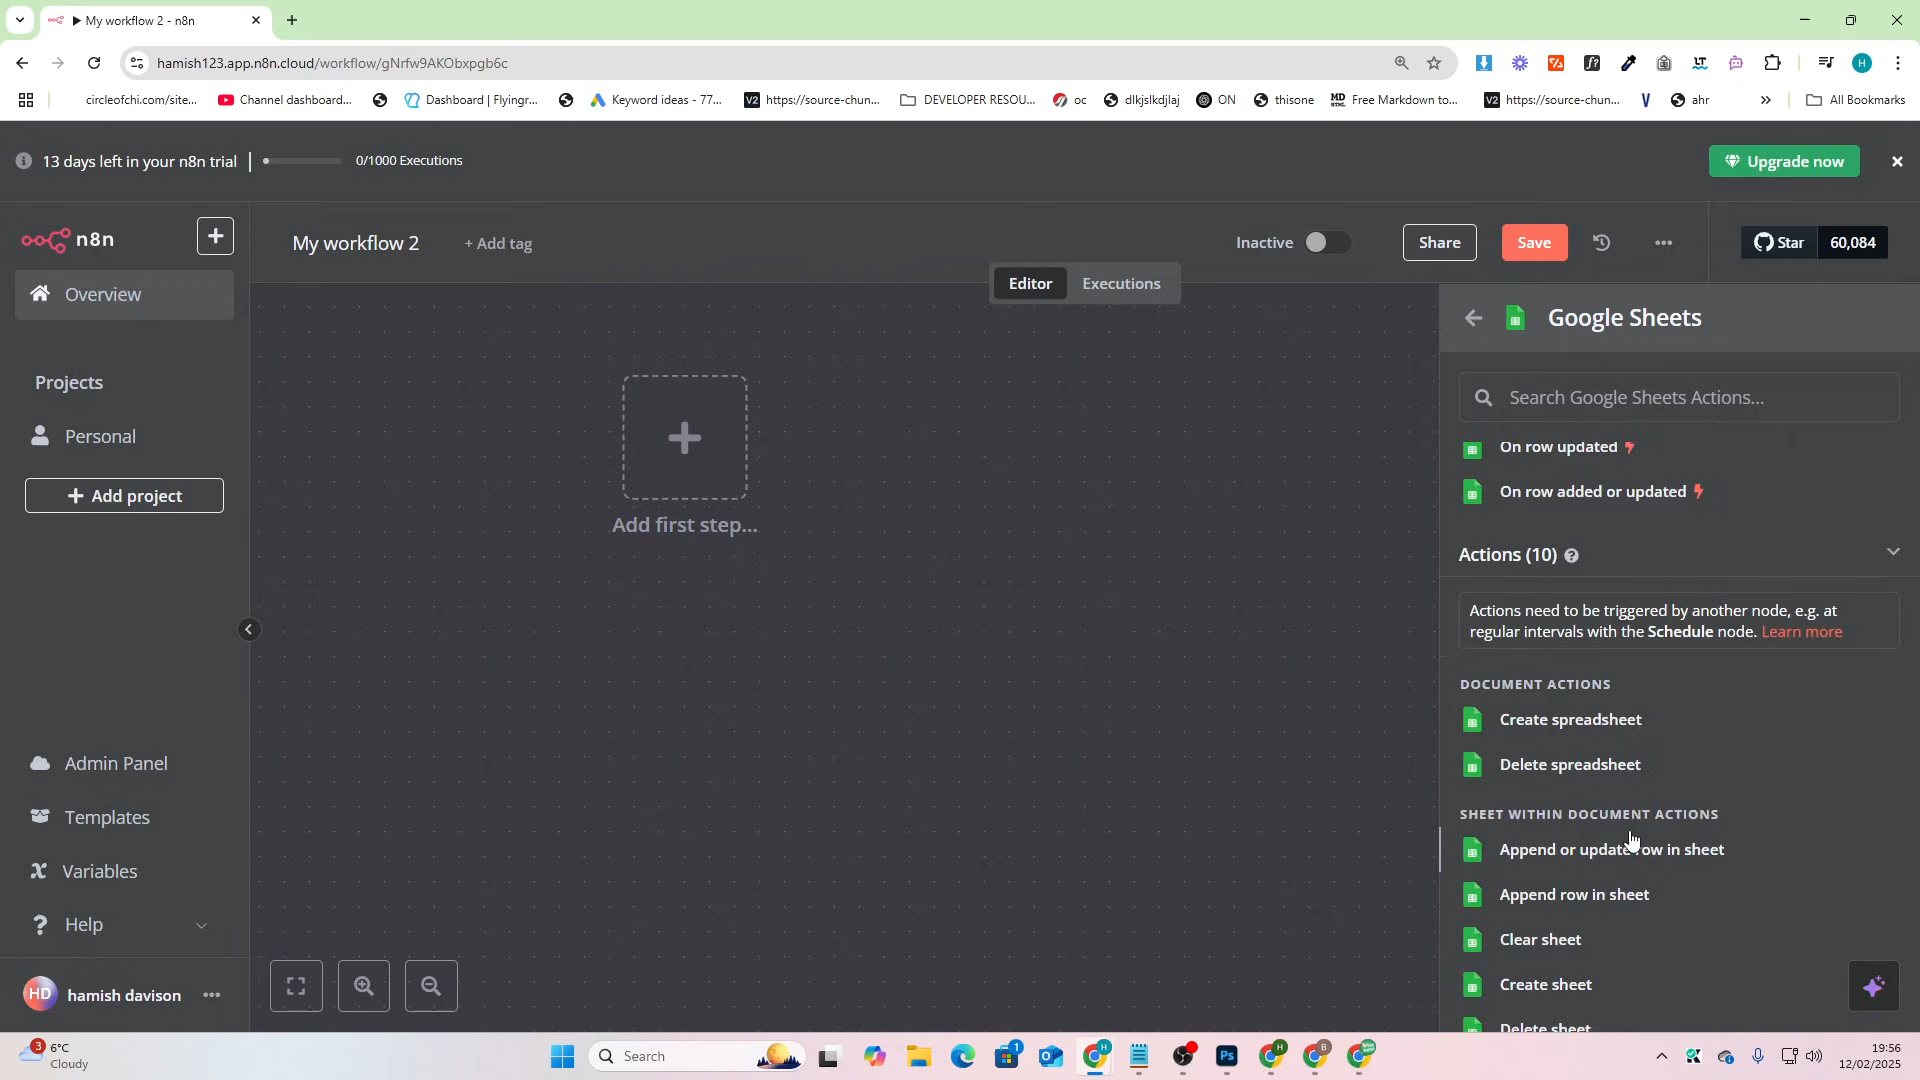 My workflow 2 - n8n
hamish123.app.n8n.cloud/workflow/gNrfw9AKObxpgb6c
circleofchi.com/site...
Channel dashboard...
Dashboard | Flyingr...
Keyword ideas - 77...
https://source-chun...
DEVELOPER RESOU...
oc
dlkjslkdjlaj
ON
thisone
Free Markdown to...
https://source-chun...
ahr
All Bookmarks
13 days left in your n8n trial
0/1000 Executions
Upgrade now
n8n
My workflow 2
+ Add tag
Inactive
Share
Save
Star
60,084
Editor
Executions
Overview
Projects
Personal
Add project
Admin Panel
Templates
Variables
Help
HD
hamish davison
Add first step...
Google Sheets
Search Google Sheets Actions...
On row updated
On row added or updated
Actions (10)
Actions need to be triggered by another node, e.g. at
regular intervals with the Schedule node. Learn more
DOCUMENT ACTIONS
Create spreadsheet
Delete spreadsheet
SHEET WITHIN DOCUMENT ACTIONS
Append or update row in sheet
Append row in sheet
Clear sheet
Create sheet
Delete sheet
3
6°C
Cloudy
Search
19:56
12/02/2025